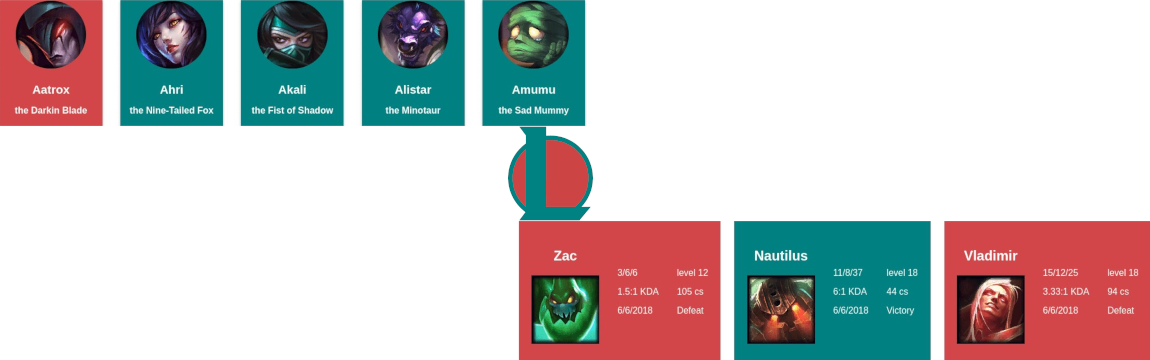 Aatrox
the Darkin Blade
Ahri
the Nine-Tailed Fox
Akali
the Fist of Shadow
Alistar
the Minotaur
Amumu
the Sad Mummy
L
Zac
3/6/6 level 12
1.5:1 KDA 105 cs
6/6/2018 Defeat
Nautilus
11/8/37 level 18
6:1 KDA 44 cs
6/6/2018 Victory
Vladimir
15/12/25 level 18
3.33:1 KDA 94 cs
6/6/2018 Defeat